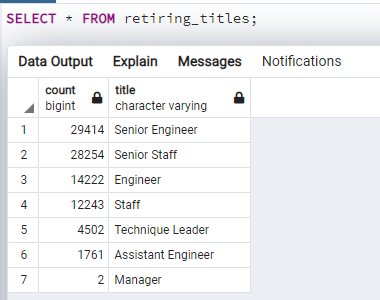 SELECT * FROM retiring_titles;
Data Output Explain Messages Notifications
count title
bigint character varying
1 29414 Senior Engineer
2 28254 Senior Staff
3 14222 Engineer
4 12243 Staff
5 4502 Technique Leader
6 1761 Assistant Engineer
7 2 Manager